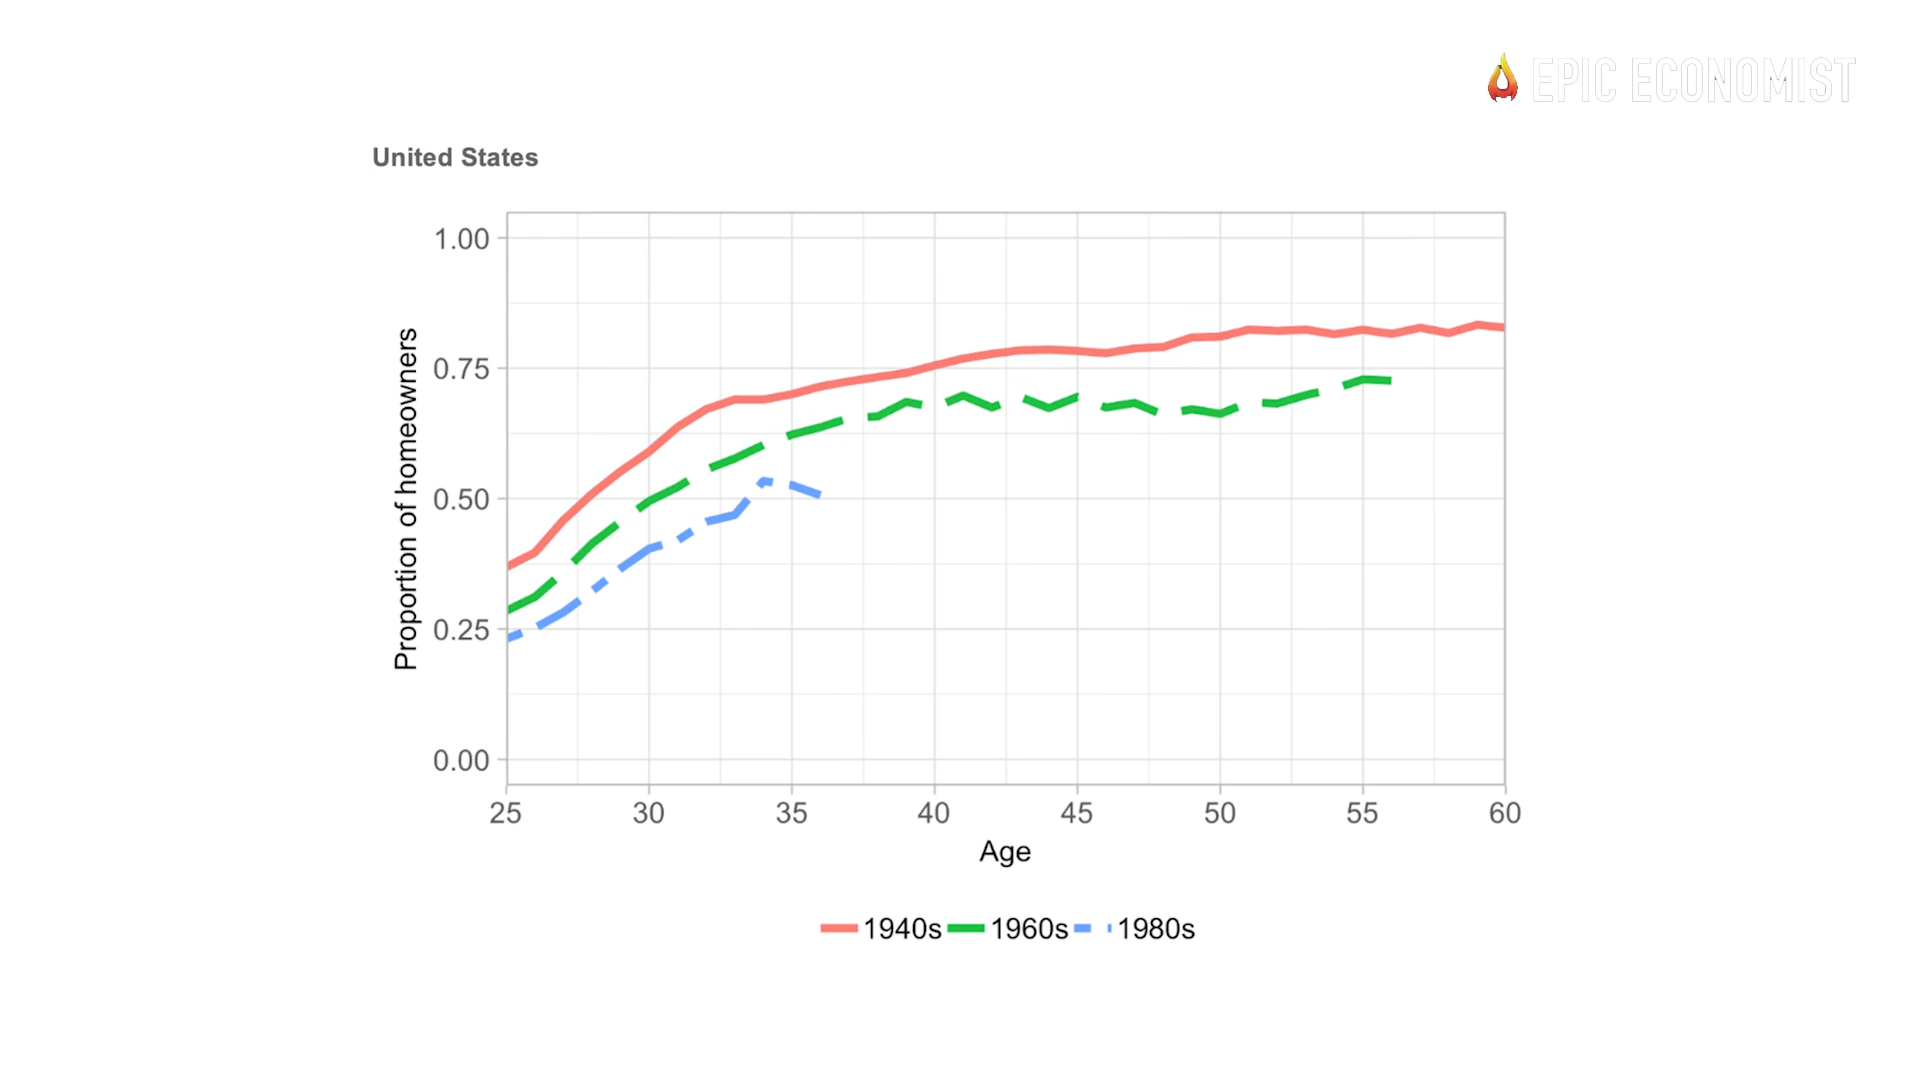 EPIC ECONOMIST
United States
Proportion of homeowners
1.00
0.75
0.50
0.25
0.00
25 30 35 40 45 50 55 60
Age
1940s 1960s 1980s